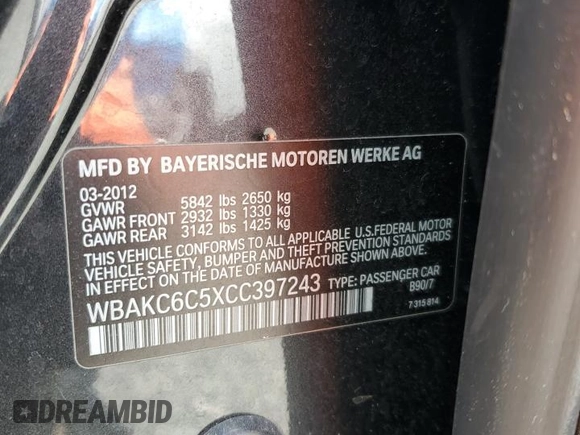 MFD BY BAYERISCHE MOTOREN WERKE AG
03-2012
GVWR 5842 lbs 2650 kg
GAWR FRONT 2932 lbs 1330 kg
GAWR REAR 3142 lbs 1425 kg
THIS VEHICLE CONFORMS TO ALL APPLICABLE U.S.FEDERAL MOTOR
VEHICLE SAFETY, BUMPER AND THEFT PREVENTION STANDARDS
IN EFFECT ON THE DATE OF MANUFACTURE SHOWN ABOVE.
WBAKC6C5XCC397243 TYPE: PASSENGER CAR
B90/7
7 315 814
DREAMBID